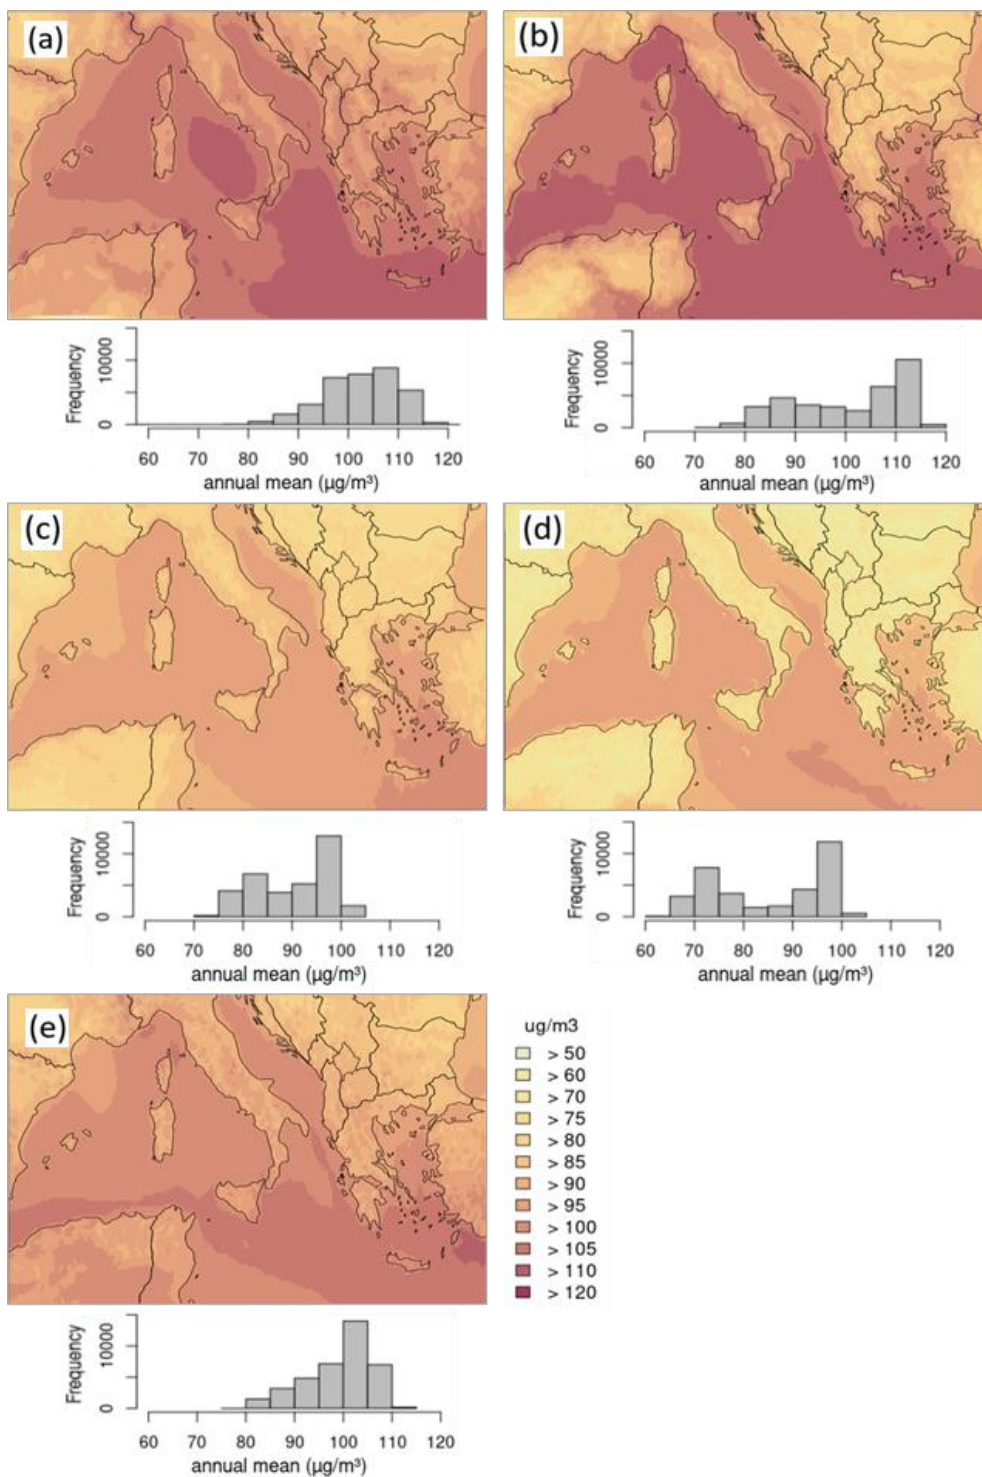 (a)
(b)
Frequency
0 10000
60 70 80 90 100 110 120
annual mean (µg/m³)
Frequency
0 10000
60 70 80 90 100 110 120
annual mean (µg/m³)
(c)
(d)
Frequency
0 10000
60 70 80 90 100 110 120
annual mean (µg/m³)
Frequency
0 10000
60 70 80 90 100 110 120
annual mean (µg/m³)
(e)
ug/m3
> 50
> 60
> 70
> 75
> 80
> 85
> 90
> 95
> 100
> 105
> 110
> 120
Frequency
0 10000
60 70 80 90 100 110 120
annual mean (µg/m³)